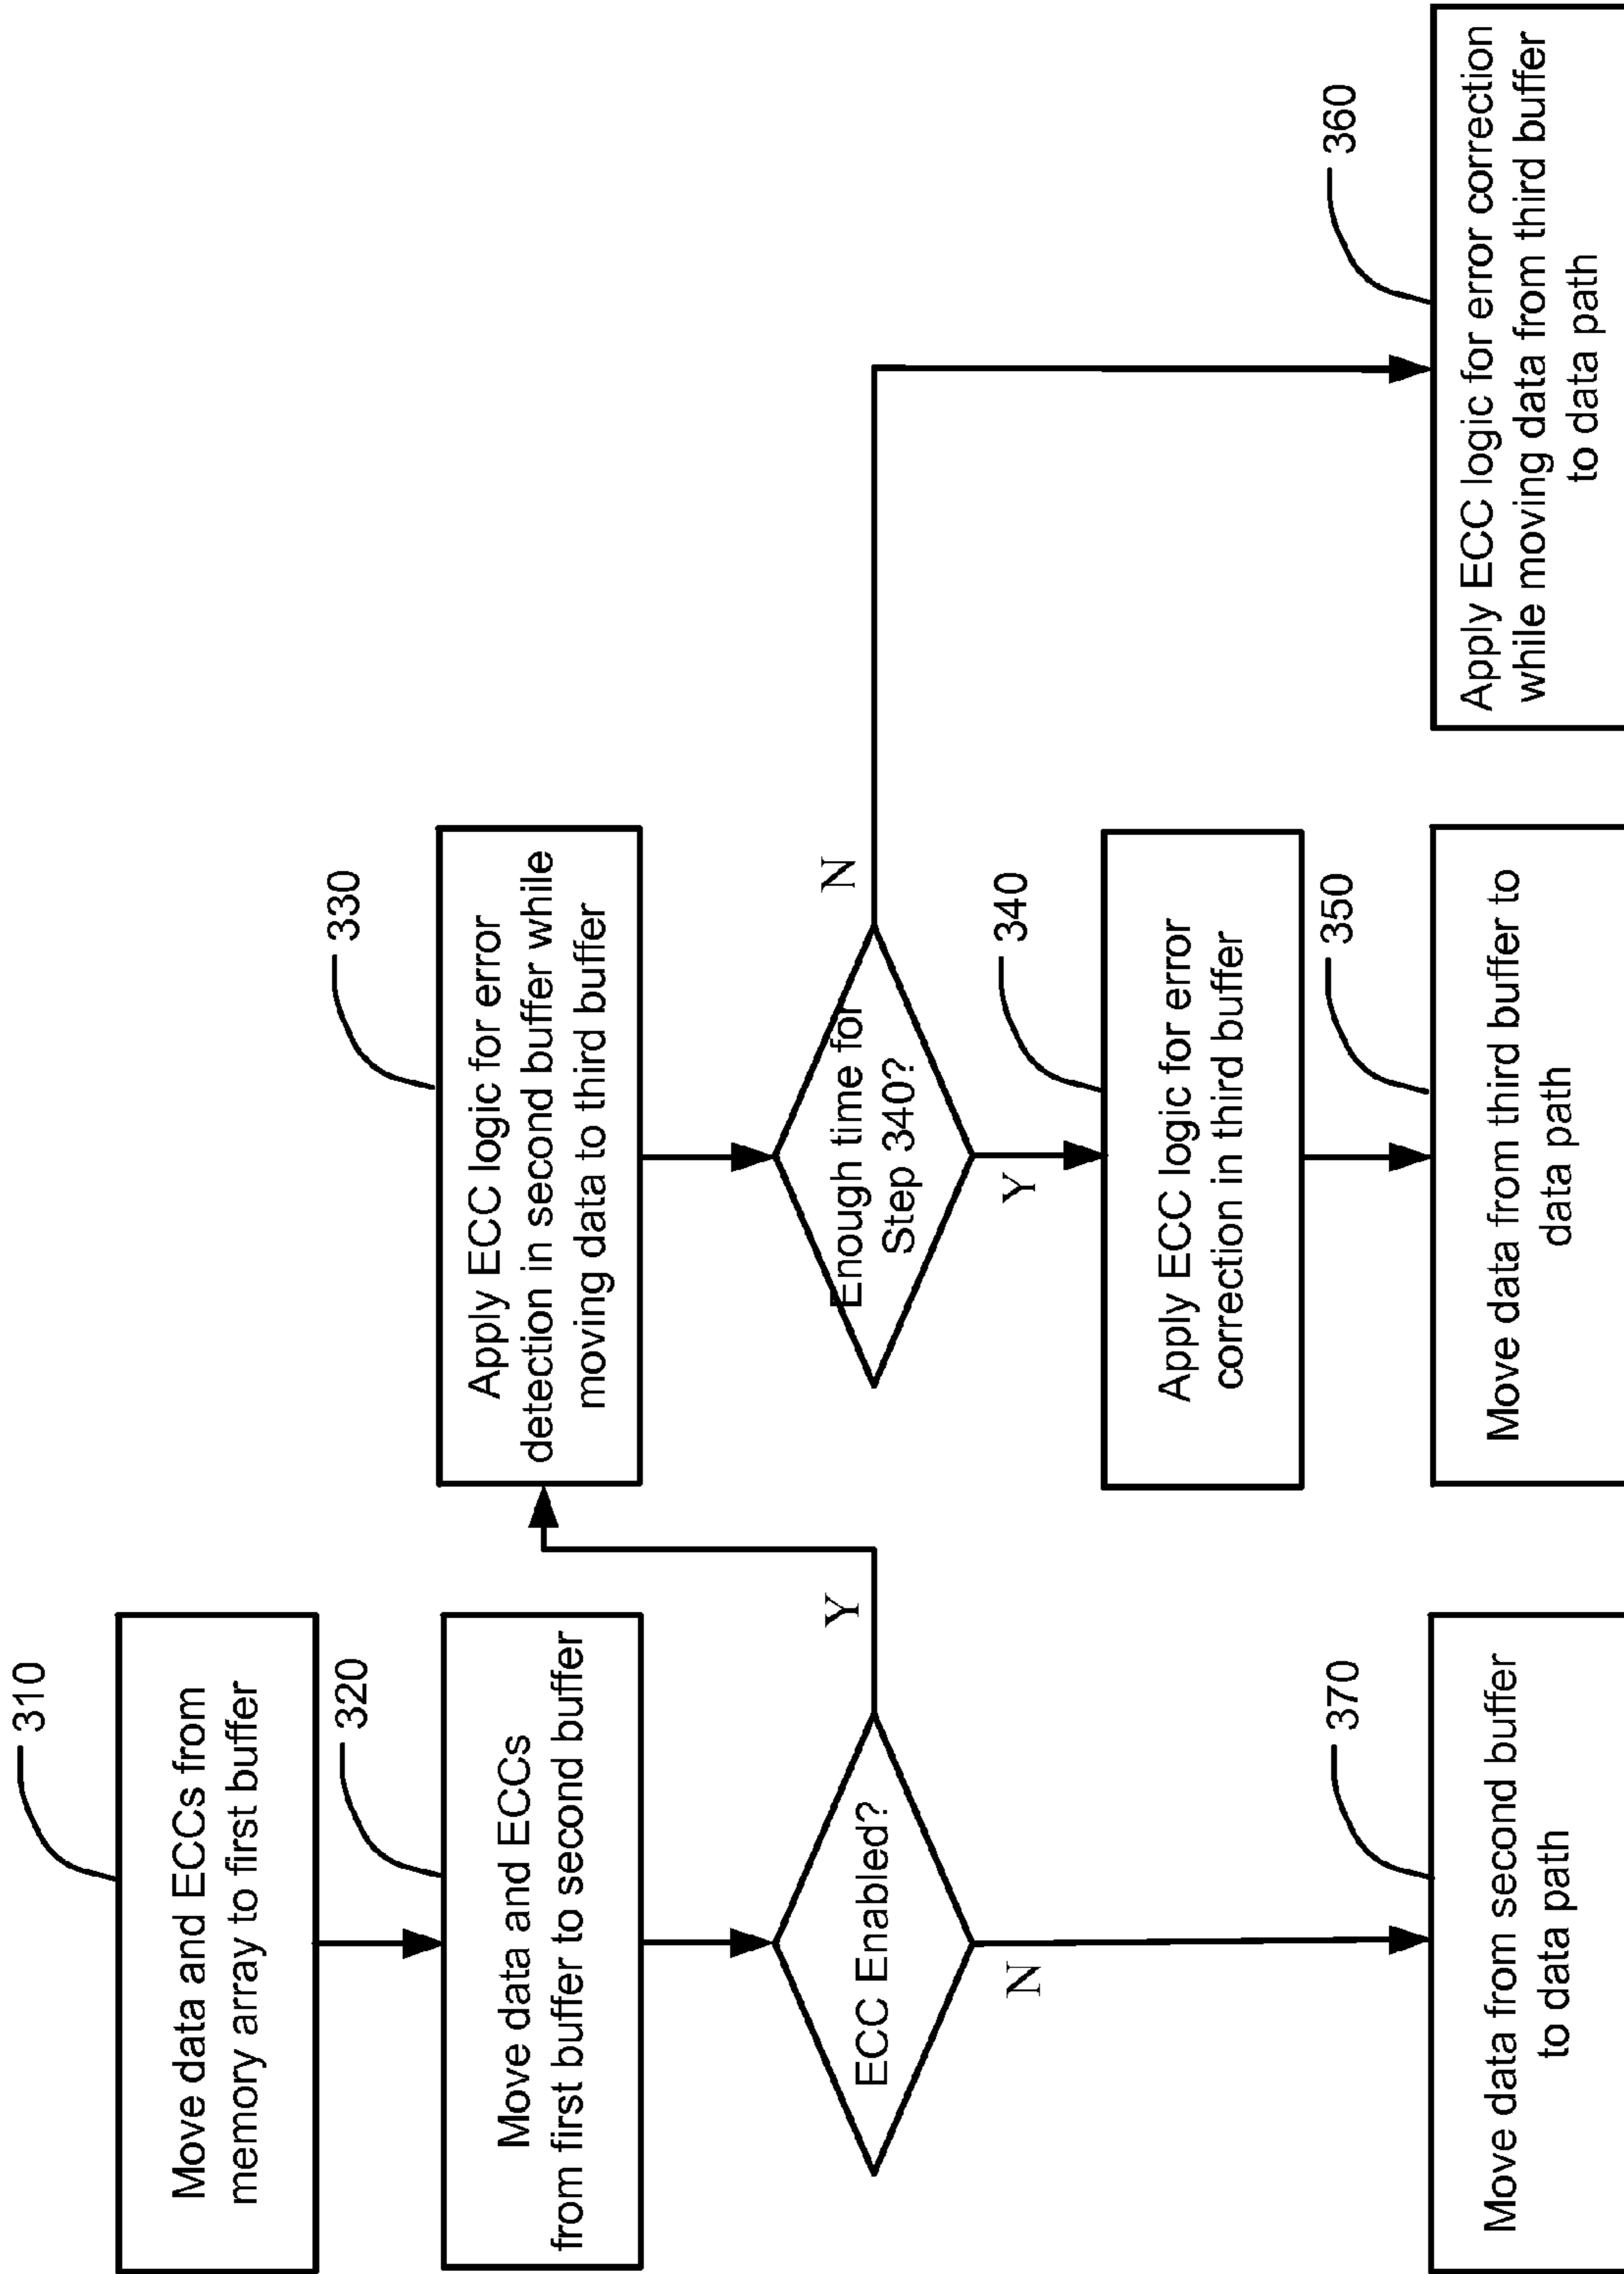 310
Move data and ECCs from
memory array to first buffer
320
Move data and ECCs
from first buffer to second buffer
ECC Enabled?
Y
N
370
Move data from second buffer
to data path
330
Apply ECC logic for error
detection in second buffer while
moving data to third buffer
Enough time for
Step 340?
N
Y
340
Apply ECC logic for error
correction in third buffer
350
Move data from third buffer to
data path
360
Apply ECC logic for error correction
while moving data from third buffer
to data path